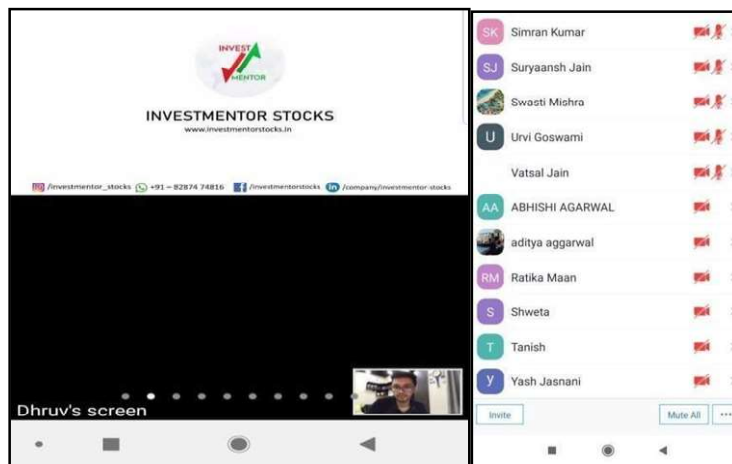 INVEST
MENTOR
INVESTMENTOR STOCKS
www.investmentorstocks.in
/investmentor_stocks +91 – 82874 74816 /investmentorstocks in /company/investmentor-stocks
Dhruv's screen
SK Simran Kumar
SJ Suryaansh Jain
Swasti Mishra
U Urvi Goswami
Vatsal Jain
AA ABHISHI AGARWAL
aditya aggarwal
RM Ratika Maan
S Shweta
T Tanish
y Yash Jasnani
Invite Mute All ...